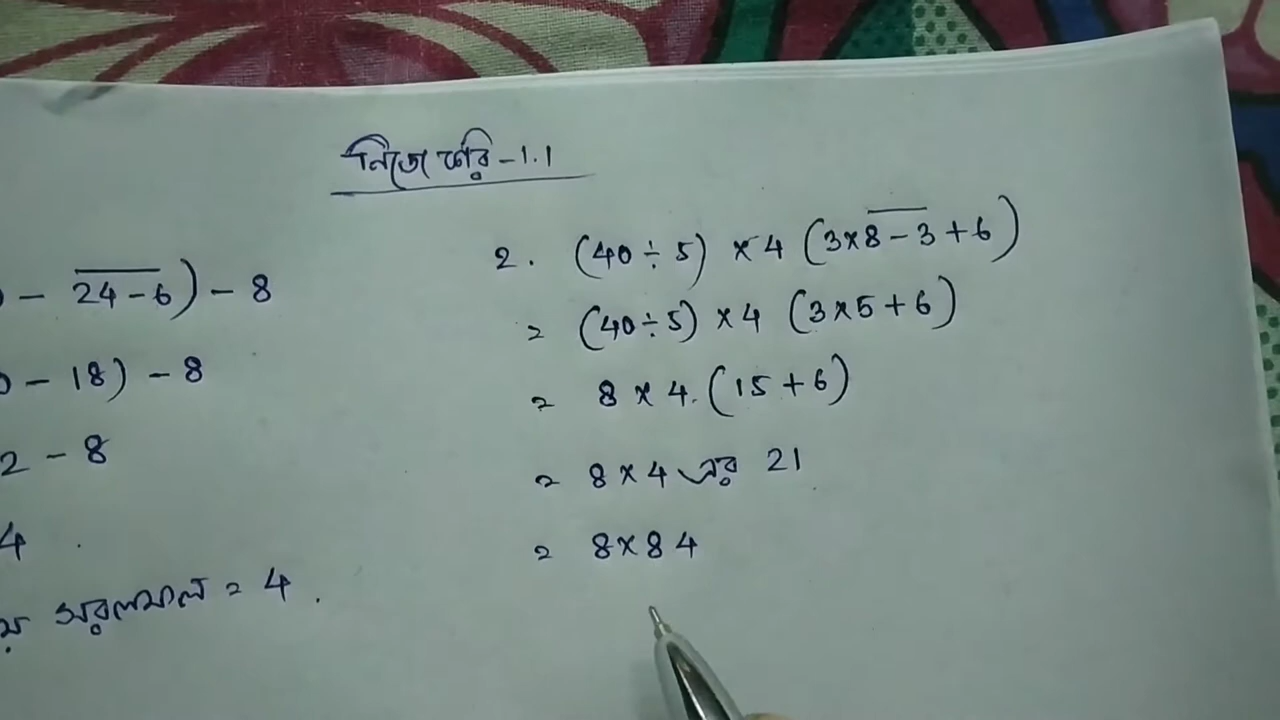 নিজে করি – 1.1
– 24 – 6) – 8
– 18) – 8
2 – 8
4
সরলমান = 4.
2. (40 ÷ 5) × 4 (3 × 8 – 3 + 6)
= (40 ÷ 5) × 4 (3 × 5 + 6)
= 8 × 4. (15 + 6)
= 8 × 4 এর 21
= 8 × 84